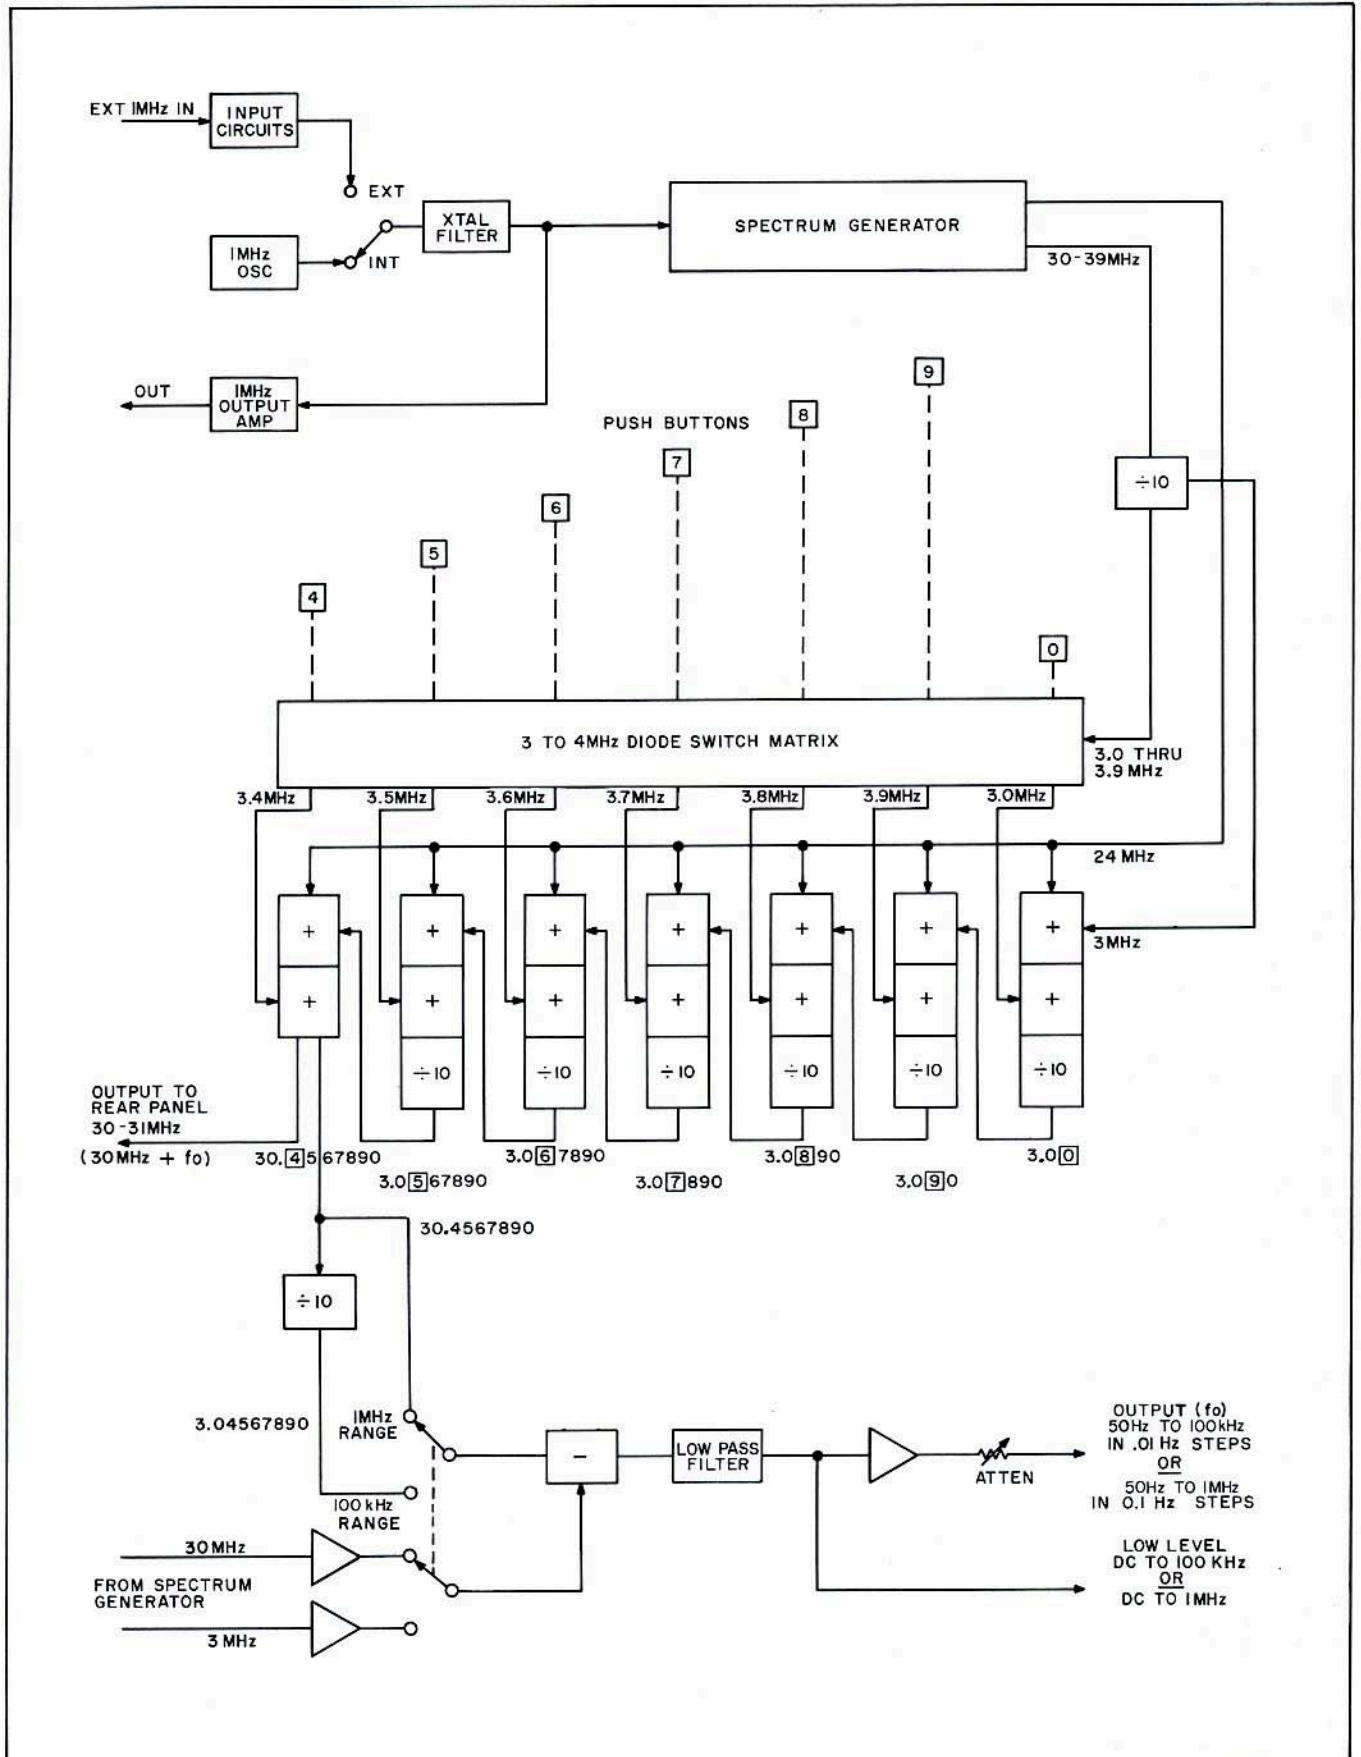 EXT 1MHz IN
INPUT
CIRCUITS
EXT
XTAL
FILTER
SPECTRUM GENERATOR
1MHz
OSC
INT
30-39MHz
OUT
1MHz
OUTPUT
AMP
PUSH BUTTONS
9
8
7
÷10
6
5
4
0
3 TO 4MHz DIODE SWITCH MATRIX
3.0 THRU
3.9 MHz
3.4MHz
3.5MHz
3.6MHz
3.7MHz
3.8MHz
3.9MHz
3.0MHz
24 MHz
+
+
+
+
+
+
+
3MHz
+
+
+
+
+
+
+
÷10
÷10
÷10
÷10
÷10
÷10
OUTPUT TO
REAR PANEL
30-31MHz
(30MHz + fo)
30.4567890
3.067890
3.0890
3.00
3.0567890
3.07890
3.090
30.4567890
÷10
3.04567890
1MHz
RANGE
100 kHz
RANGE
−
LOW PASS
FILTER
ATTEN
OUTPUT (fo)
50Hz TO 100kHz
IN .01 Hz STEPS
OR
50Hz TO 1MHz
IN 0.1 Hz STEPS
LOW LEVEL
DC TO 100 KHz
OR
DC TO 1MHz
30MHz
FROM SPECTRUM
GENERATOR
3 MHz